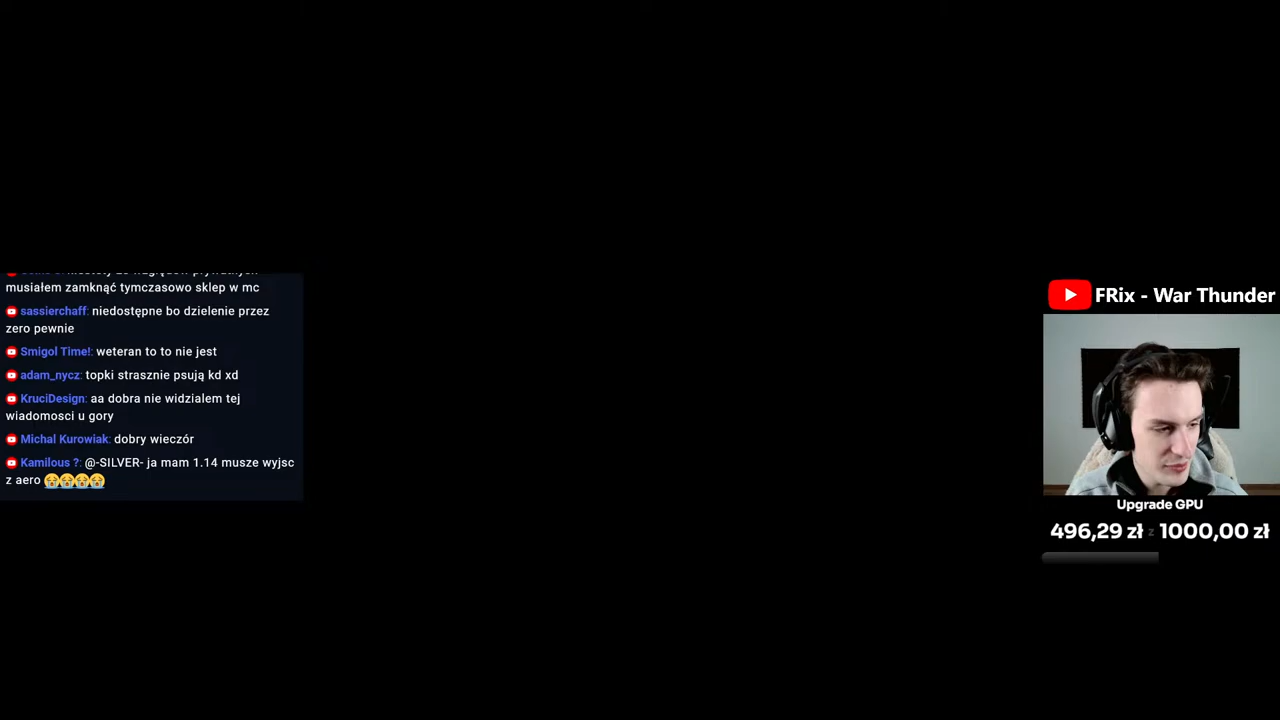 musiałem zamknąć tymczasowo sklep w mc
sassierchaff: niedostępne bo dzielenie przez
zero pewnie
Smigol Time!: weteran to to nie jest
adam_nycz: topki strasznie psują kd xd
KruciDesign: aa dobra nie widzialem tej
wiadomosci u gory
Michal Kurowiak: dobry wieczór
Kamilous ?: @-SILVER- ja mam 1.14 musze wyjsc
z aero 😭😭😭😭
FRix - War Thunder
Upgrade GPU
496,29 zł z 1000,00 zł